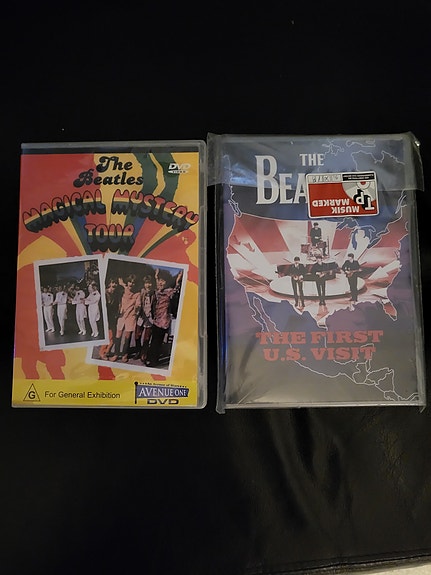 The
Beatles
DVD
VIDEO
MAGICAL MYSTERY
TOUR
G
For General Exhibition
AVENUE ONE
DVD
THE
BEA
MUSIK
MARKED
THE FIRST
U.S. VISIT